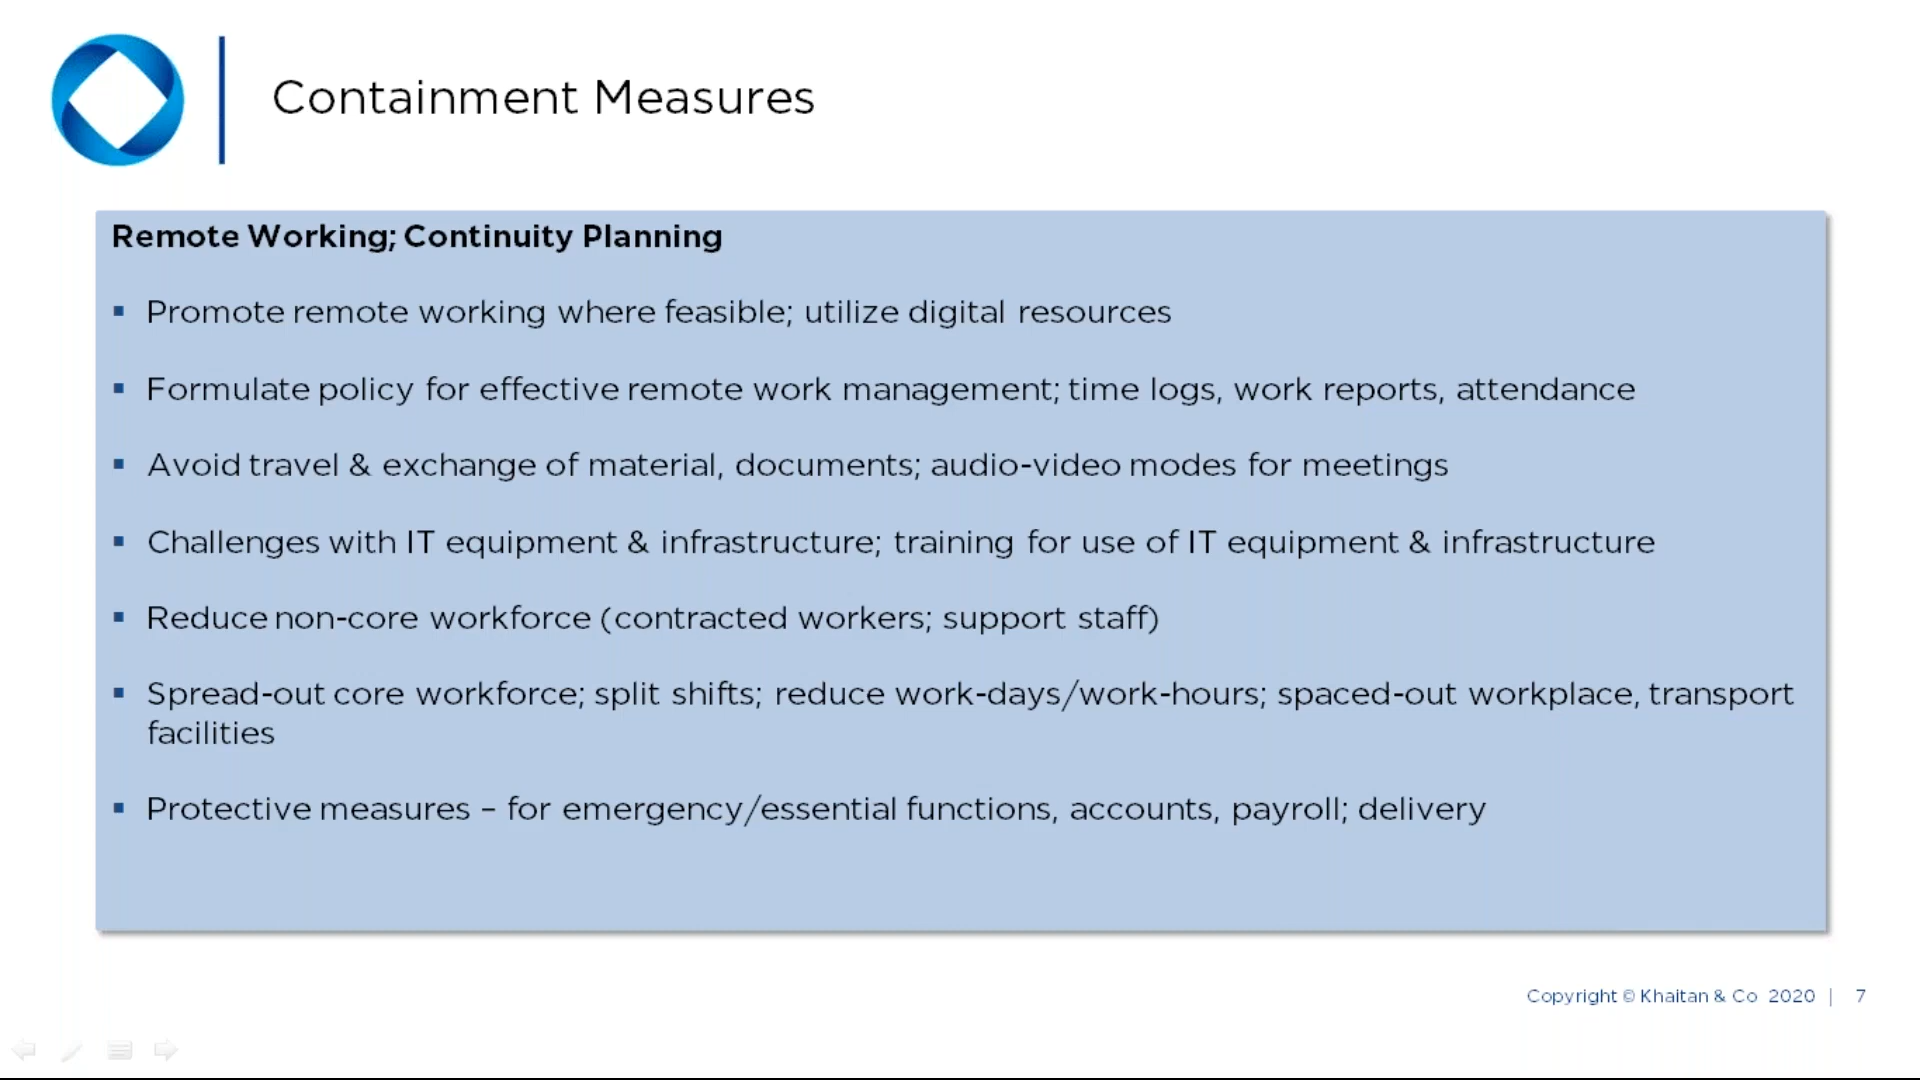 Containment Measures
Remote Working; Continuity Planning
▪ Promote remote working where feasible; utilize digital resources
▪ Formulate policy for effective remote work management; time logs, work reports, attendance
▪ Avoid travel & exchange of material, documents; audio-video modes for meetings
▪ Challenges with IT equipment & infrastructure; training for use of IT equipment & infrastructure
▪ Reduce non-core workforce (contracted workers; support staff)
▪ Spread-out core workforce; split shifts; reduce work-days/work-hours; spaced-out workplace, transport
facilities
▪ Protective measures – for emergency/essential functions, accounts, payroll; delivery
Copyright © Khaitan & Co 2020 | 7